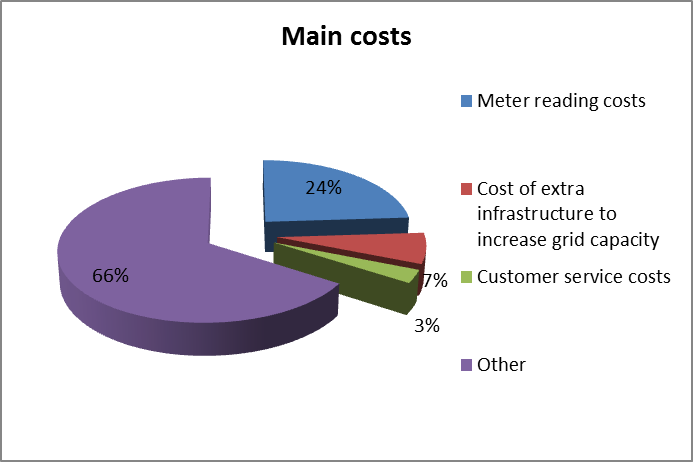 Main costs
Meter reading costs
24%
Cost of extra
infrastructure to
increase grid capacity
66%
7%
Customer service costs
3%
Other